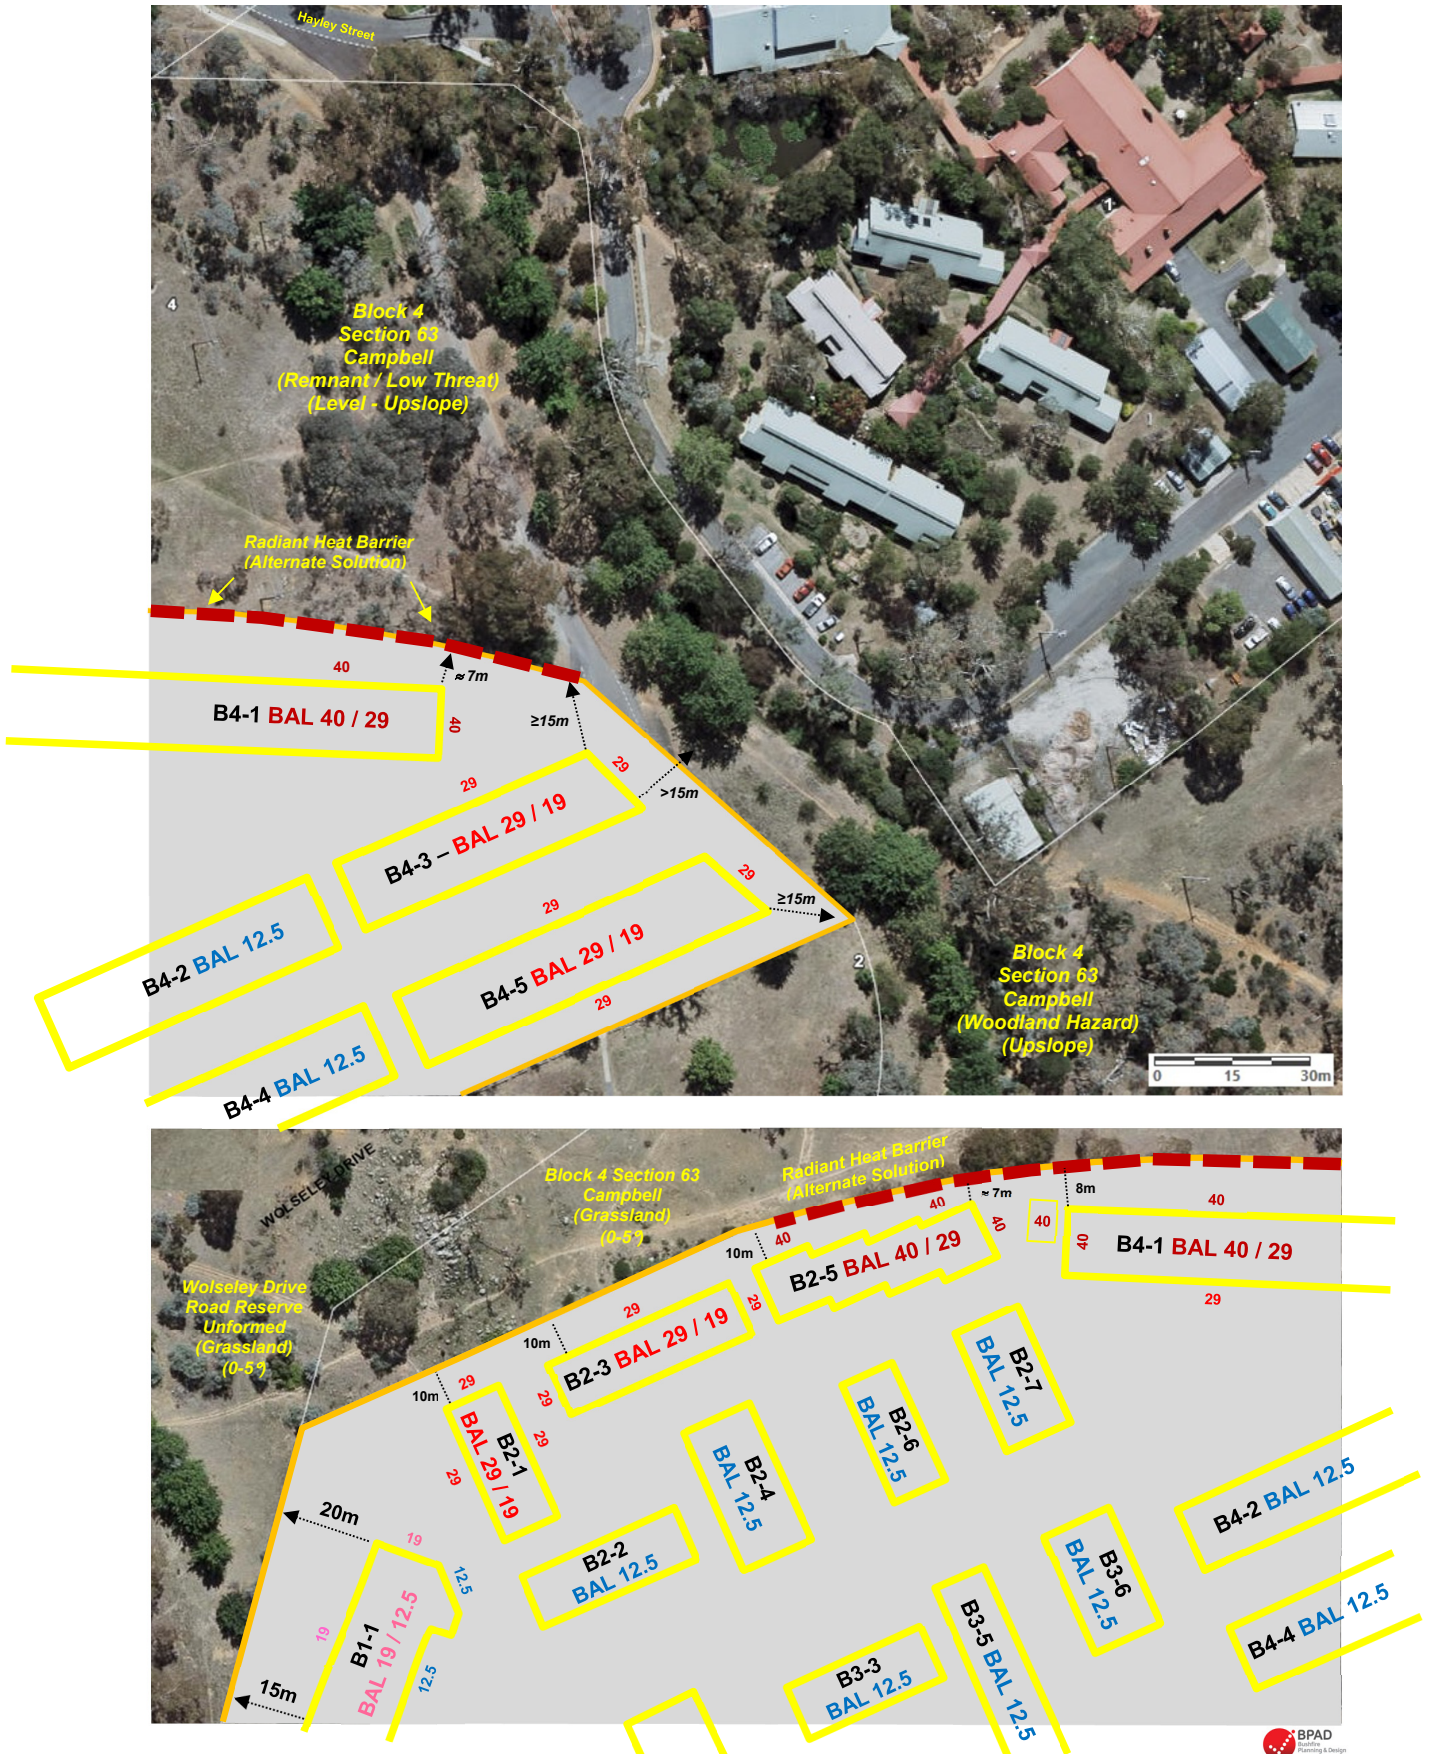 Hayley Street
1
4
Block 4
Section 63
Campbell
(Remnant / Low Threat)
(Level - Upslope)
Radiant Heat Barrier
(Alternate Solution)
40
≈ 7m
B4-1 BAL 40 / 29
40
≥15m
29
29
>15m
B4-3 – BAL 29 / 19
29
29
≥15m
B4-2 BAL 12.5
B4-5 BAL 29 / 19
29
2
Block 4
Section 63
Campbell
(Woodland Hazard)
(Upslope)
B4-4 BAL 12.5
0 15 30m
WOLSELEY DRIVE
Block 4 Section 63
Campbell
(Grassland)
(0-5º)
Radiant Heat Barrier
(Alternate Solution)
≈ 7m
8m
40
40
40
40
40
10m
B2-5 BAL 40 / 29
40
B4-1 BAL 40 / 29
29
Wolseley Drive
Road Reserve
Unformed
(Grassland)
(0-5º)
29
29
10m
B2-3 BAL 29 / 19
29
10m
29
29
29
B2-1
BAL 29 / 19
B2-7
BAL 12.5
B2-6
BAL 12.5
B2-4
BAL 12.5
B4-2 BAL 12.5
20m
19
12.5
B2-2
BAL 12.5
B3-6
BAL 12.5
B4-4 BAL 12.5
19
B1-1
BAL 19 / 12.5
12.5
B3-5 BAL 12.5
B3-3
BAL 12.5
15m
BPAD
Bushfire
Planning & Design